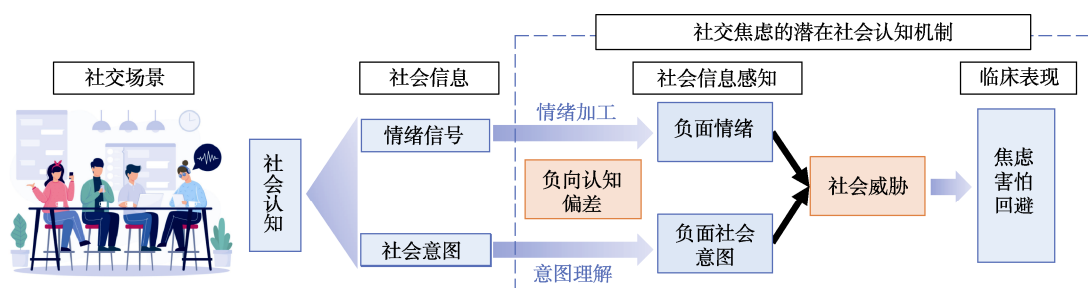 社交焦虑的潜在社会认知机制
社交场景
社会信息
社会信息感知
临床表现
社会认知
情绪信号
情绪加工
负面情绪
负向认知
偏差
社会威胁
焦虑
害怕
回避
社会意图
意图理解
负面社会
意图